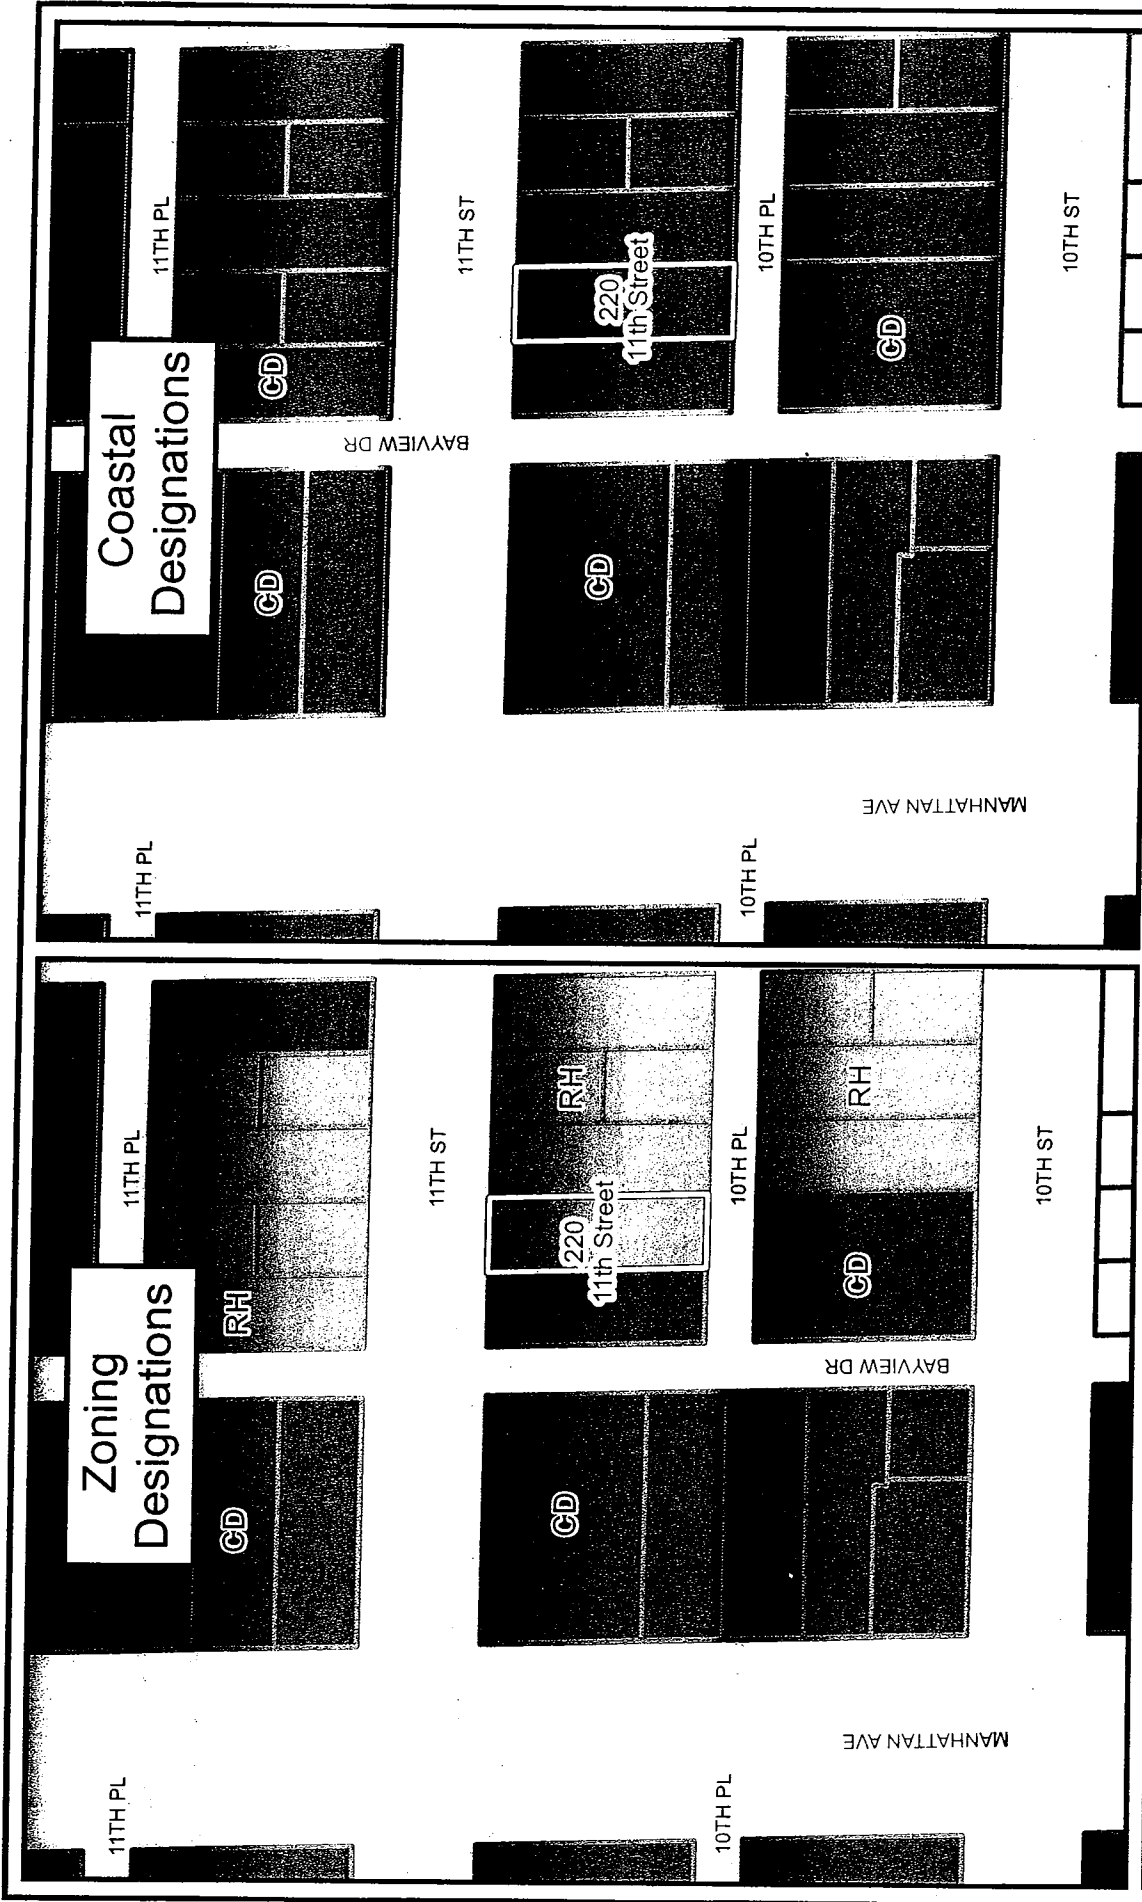 Zoning
Designations
11TH PL
11TH PL
CD
RH
11TH ST
CD
220
11th Street
RH
10TH PL
10TH PL
CD
RH
BAYVIEW DR
MANHATTAN AVE
10TH ST
Coastal
Designations
11TH PL
11TH PL
CD
CD
BAYVIEW DR
11TH ST
CD
220
11th Street
10TH PL
10TH PL
CD
MANHATTAN AVE
10TH ST